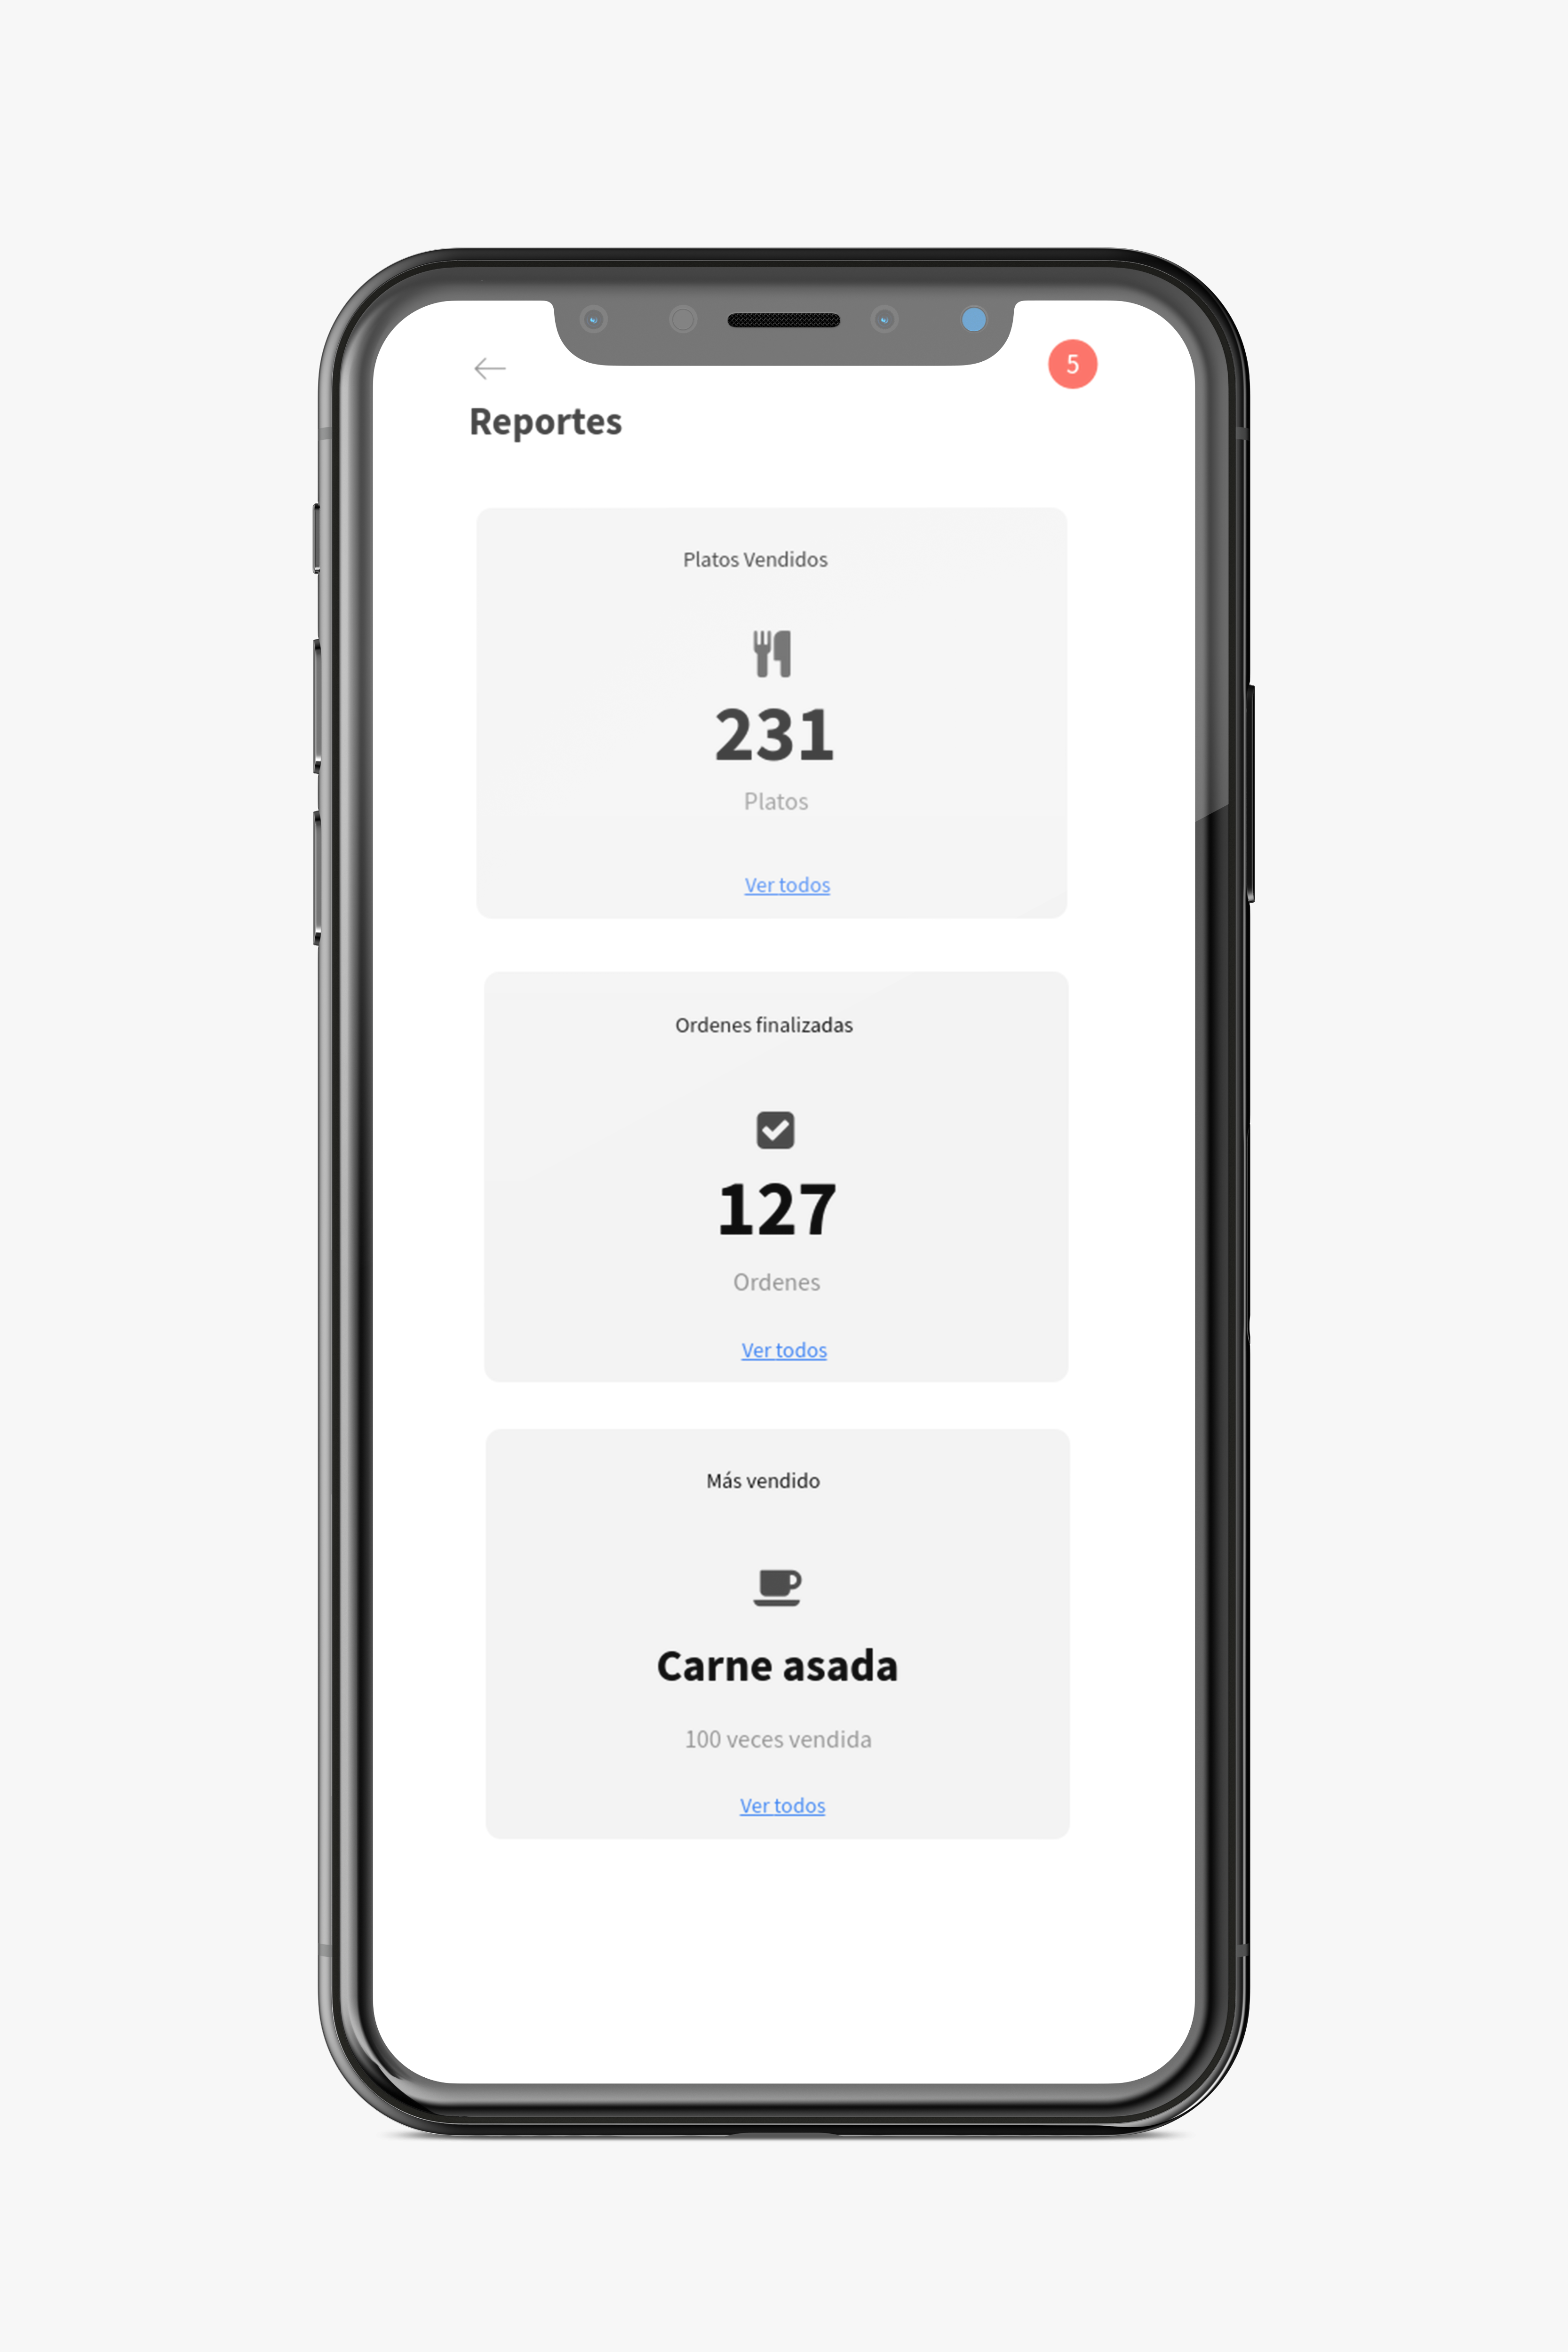 5
Reportes
Platos Vendidos
231
Platos
Ver todos
Ordenes finalizadas
127
Ordenes
Ver todos
Más vendido
Carne asada
100 veces vendida
Ver todos